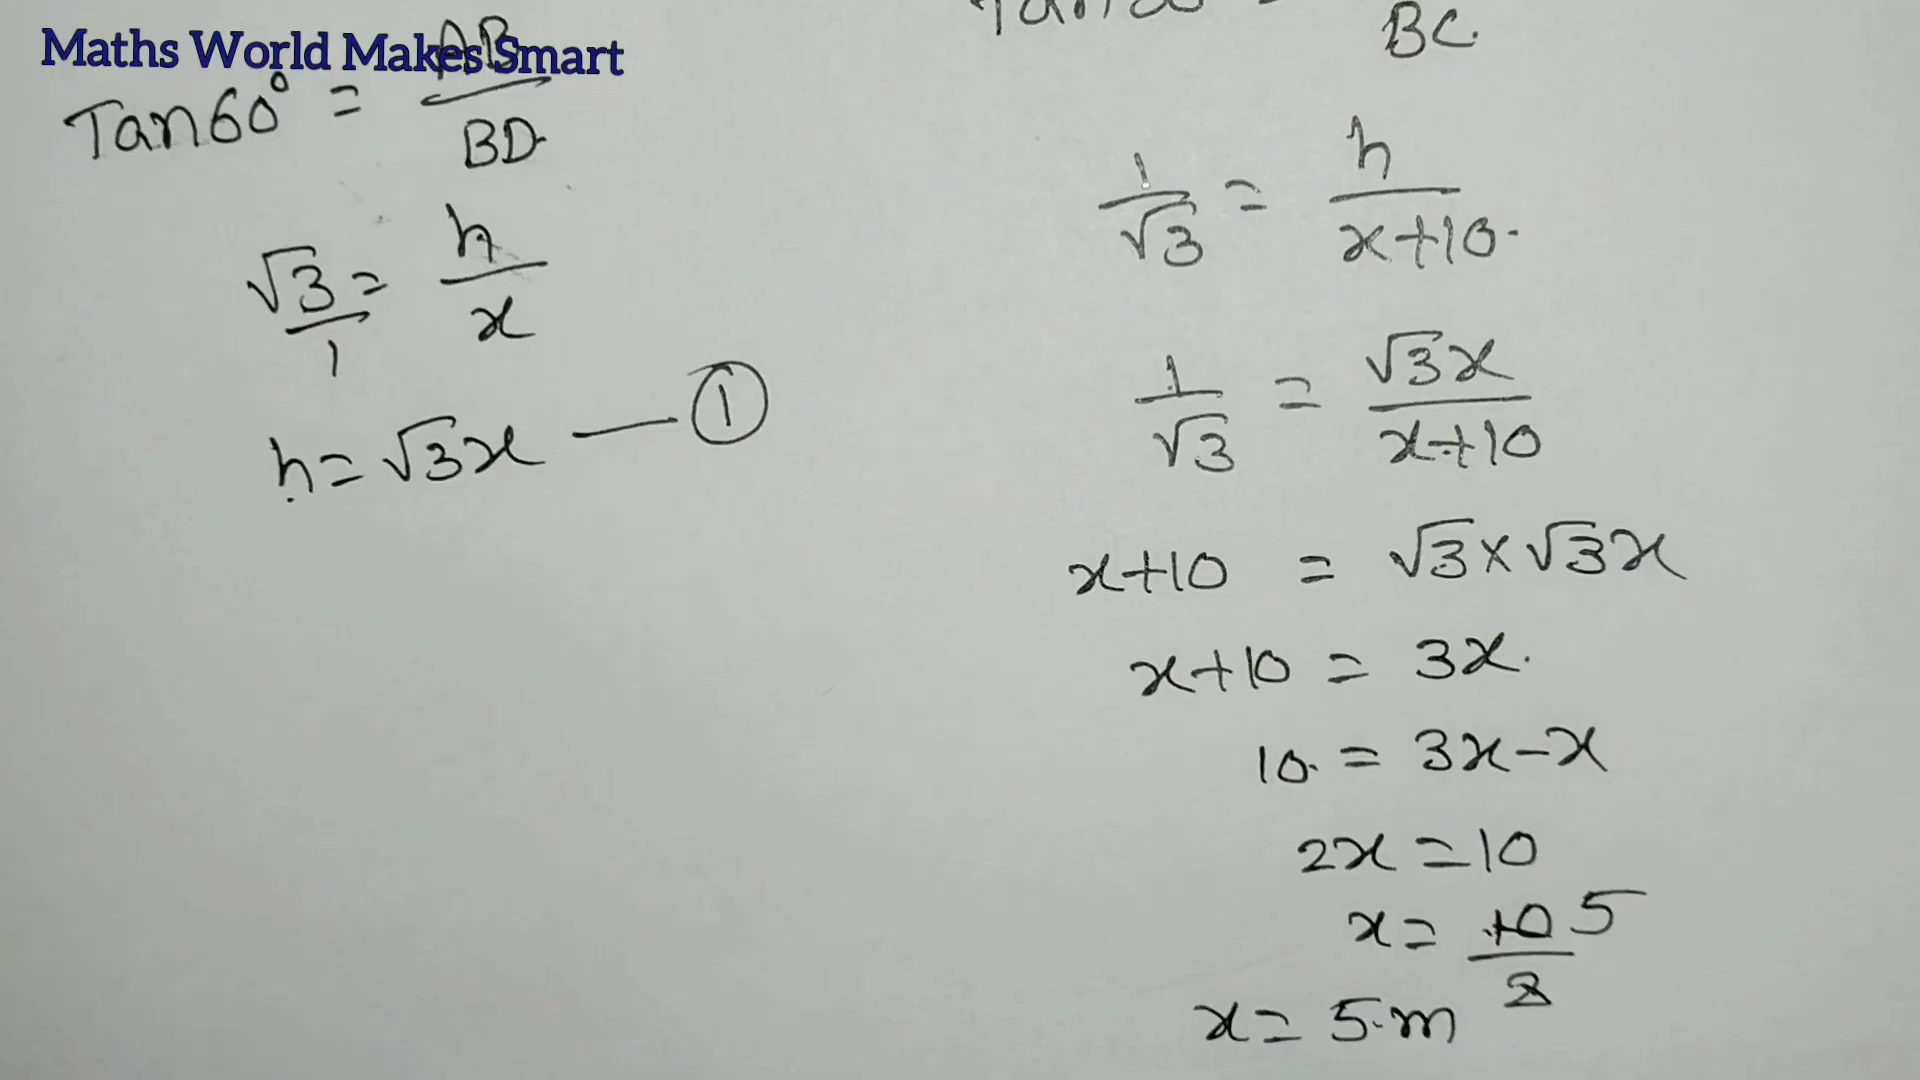 Maths World Makes Smart
Tan60° = AB/BD.
√3/1 = h/x
h = √3x — ①
BC.
1/√3 = h/x+10.
1/√3 = √3x/x+10
x+10 = √3×√3x
x+10 = 3x.
10. = 3x-x
2x = 10
x = 10/2 5
x = 5.m